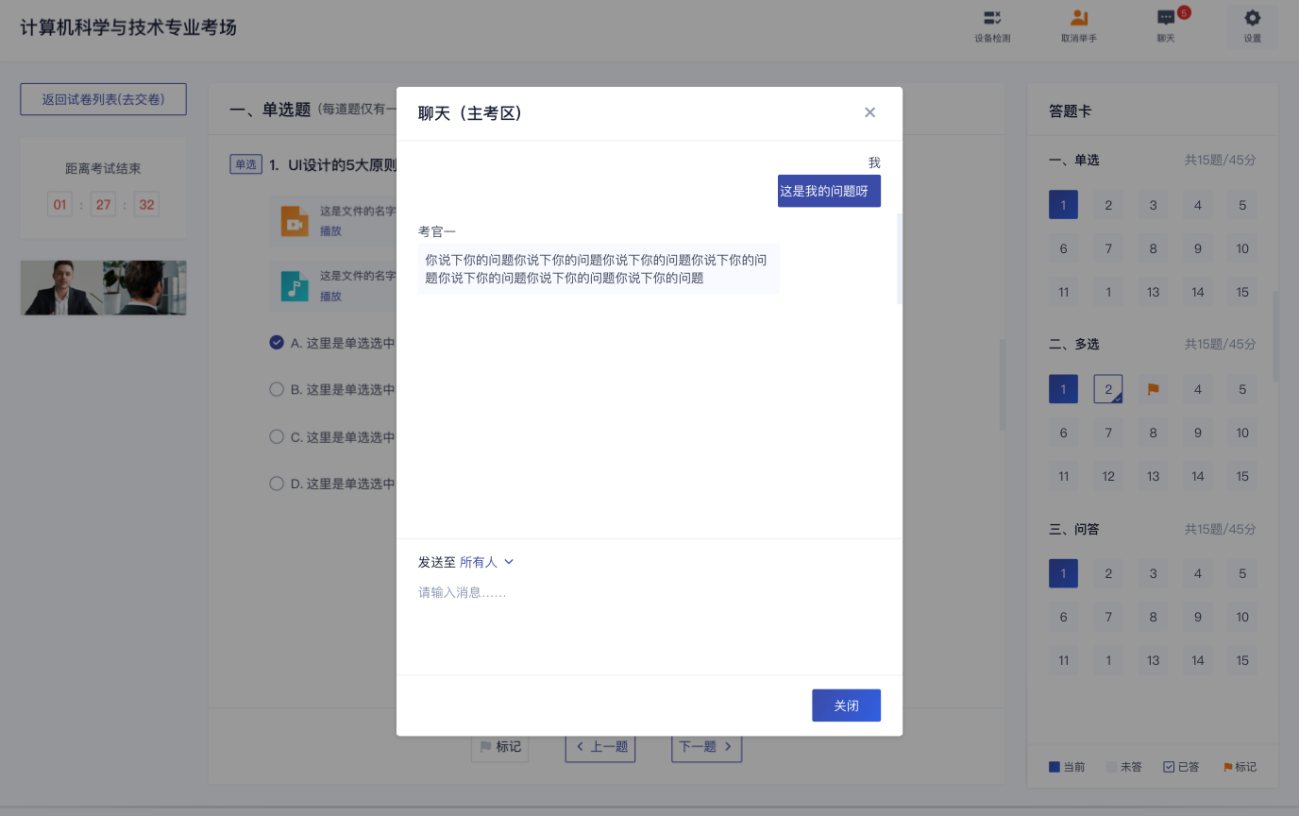 计算机科学与技术专业考场
设备检测
取消举手
聊天
5
设置
返回试卷列表(去交卷)
距离考试结束
01 : 27 : 32
一、单选题 (每道题仅有一
单选 1. UI设计的5大原则
这是文件的名字
播放
这是文件的名字
播放
A. 这里是单选选中
B. 这里是单选选中
C. 这里是单选选中
D. 这里是单选选中
标记
上一题
下一题
聊天（主考区）
我
这是我的问题呀
考官一
你说下你的问题你说下你的问题你说下你的问题你说下你的问
题你说下你的问题你说下你的问题你说下你的问题
发送至 所有人
请输入消息......
关闭
答题卡
一、单选 共15题/45分
1 2 3 4 5
6 7 8 9 10
11 1 13 14 15
二、多选 共15题/45分
1 2 4 5
6 7 8 9 10
11 12 13 14 15
三、问答 共15题/45分
1 2 3 4 5
6 7 8 9 10
11 1 13 14 15
当前 未答 已答 标记